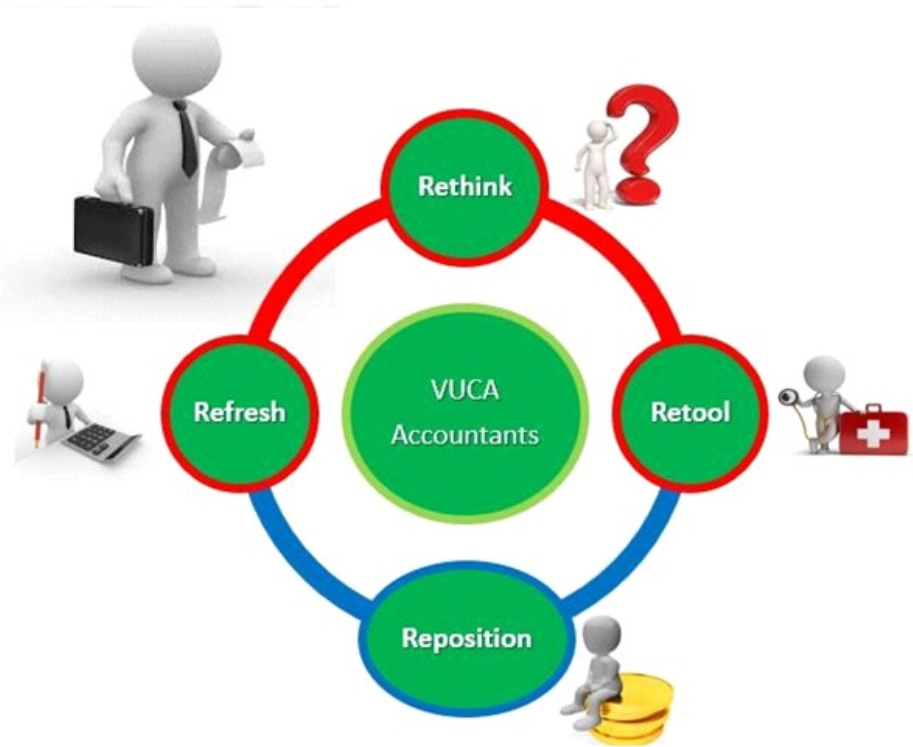 Rethink
Refresh
VUCA
Accountants
Retool
Reposition